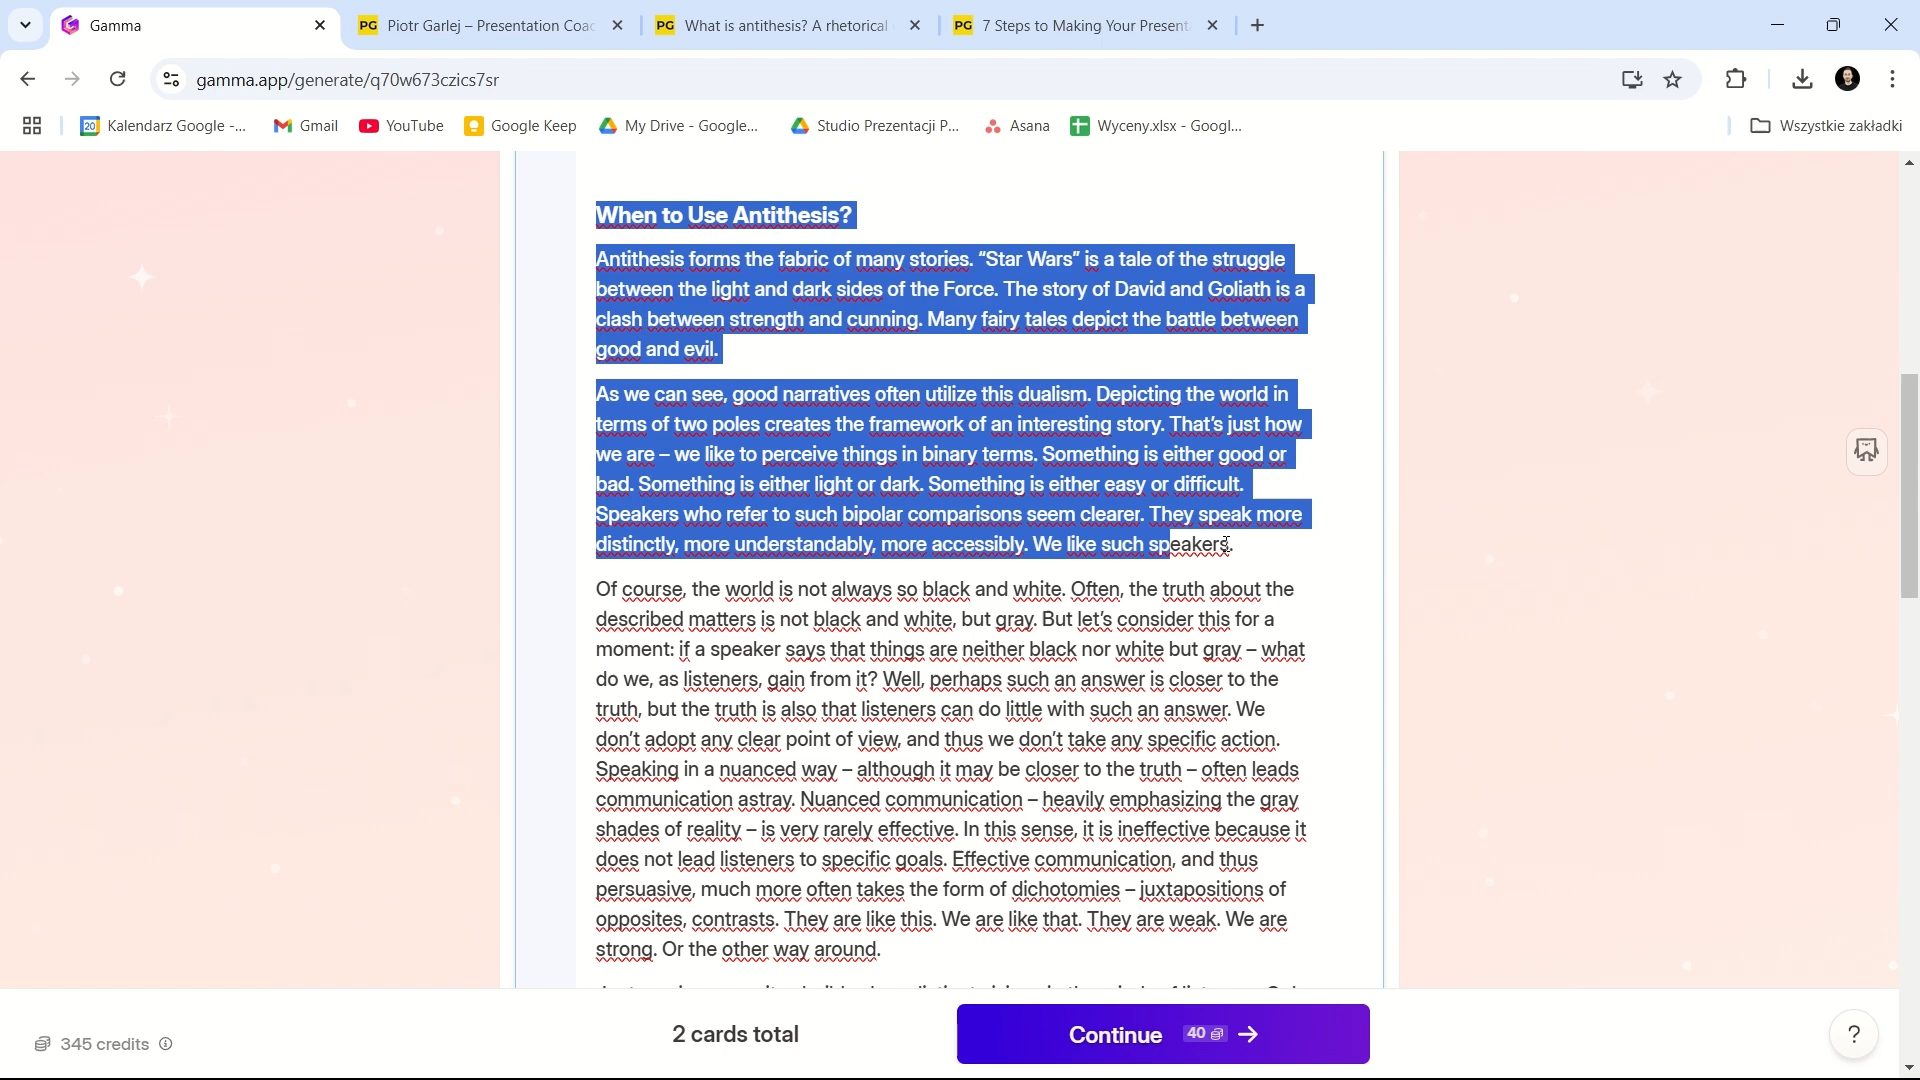 Gamma
Piotr Garlej – Presentation Coac
What is antithesis? A rhetorical
7 Steps to Making Your Present
gamma.app/generate/q70w673czics7sr
Kalendarz Google -...
Gmail
YouTube
Google Keep
My Drive - Google...
Studio Prezentacji P...
Asana
Wyceny.xlsx - Googl...
Wszystkie zakładki
When to Use Antithesis?
Antithesis forms the fabric of many stories. “Star Wars” is a tale of the struggle
between the light and dark sides of the Force. The story of David and Goliath is a
clash between strength and cunning. Many fairy tales depict the battle between
good and evil.
As we can see, good narratives often utilize this dualism. Depicting the world in
terms of two poles creates the framework of an interesting story. That’s just how
we are – we like to perceive things in binary terms. Something is either good or
bad. Something is either light or dark. Something is either easy or difficult.
Speakers who refer to such bipolar comparisons seem clearer. They speak more
distinctly, more understandably, more accessibly. We like such speakers.
Of course, the world is not always so black and white. Often, the truth about the
described matters is not black and white, but gray. But let’s consider this for a
moment: if a speaker says that things are neither black nor white but gray – what
do we, as listeners, gain from it? Well, perhaps such an answer is closer to the
truth, but the truth is also that listeners can do little with such an answer. We
don’t adopt any clear point of view, and thus we don’t take any specific action.
Speaking in a nuanced way – although it may be closer to the truth – often leads
communication astray. Nuanced communication – heavily emphasizing the gray
shades of reality – is very rarely effective. In this sense, it is ineffective because it
does not lead listeners to specific goals. Effective communication, and thus
persuasive, much more often takes the form of dichotomies – juxtapositions of
opposites, contrasts. They are like this. We are like that. They are weak. We are
strong. Or the other way around.
345 credits
2 cards total
Continue 40